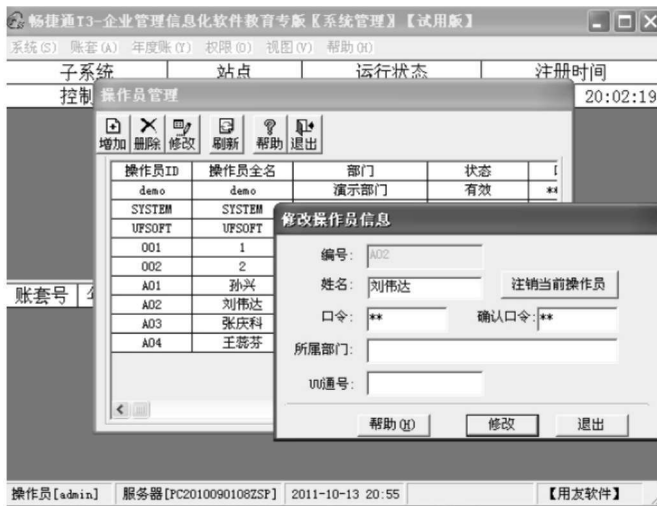 畅捷通T3-企业管理信息化软件教育专版〖系统管理〗【试用版】
系统(S) 账套(A) 年度账(Y) 权限(O) 视图(V) 帮助(H)
子系统 站点 运行状态 注册时间
控制 20:02:19
操作员管理
增加 删除 修改 刷新 帮助 退出
操作员ID 操作员全名 部门 状态
demo demo 演示部门 有效 **
SYSTEM SYSTEM
UFSOFT UFSOFT
001 1
002 2
A01 孙兴
A02 刘伟达
A03 张庆科
A04 王蕊芬
账套号
修改操作员信息
编号: A02
姓名: 刘伟达 注销当前操作员
口令: ** 确认口令: **
所属部门:
UU通号:
帮助(H) 修改 退出
操作员[admin] 服务器[PC2010090108ZSP] 2011-10-13 20:55 【用友软件】